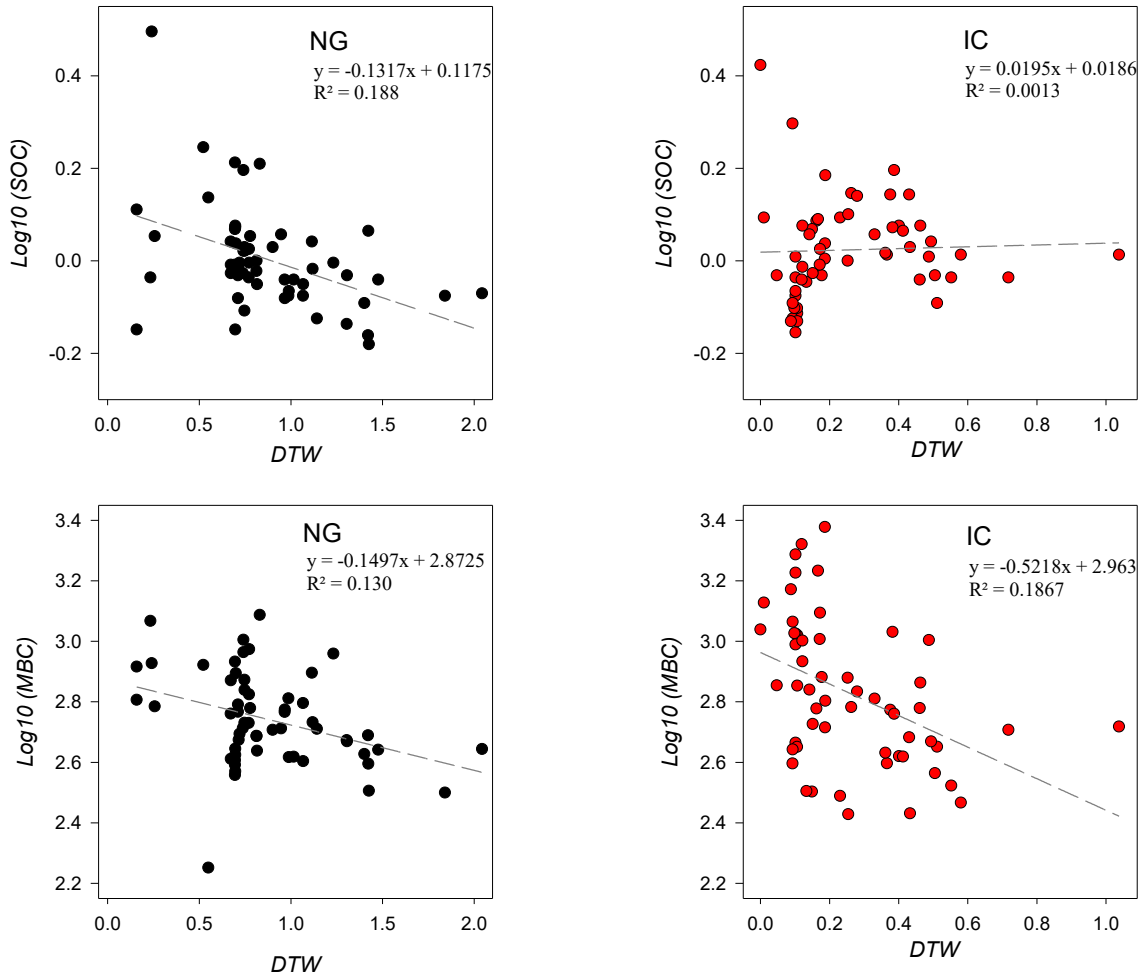 NG
y = -0.1317x + 0.1175
R² = 0.188
Log10 (SOC)
0.4
0.2
0.0
-0.2
0.0 0.5 1.0 1.5 2.0
DTW
IC
y = 0.0195x + 0.0186
R² = 0.0013
Log10 (SOC)
0.4
0.2
0.0
-0.2
0.0 0.2 0.4 0.6 0.8 1.0
DTW
NG
y = -0.1497x + 2.8725
R² = 0.130
Log10 (MBC)
3.4
3.2
3.0
2.8
2.6
2.4
2.2
0.0 0.5 1.0 1.5 2.0
DTW
IC
y = -0.5218x + 2.963
R² = 0.1867
Log10 (MBC)
3.4
3.2
3.0
2.8
2.6
2.4
2.2
0.0 0.2 0.4 0.6 0.8 1.0
DTW